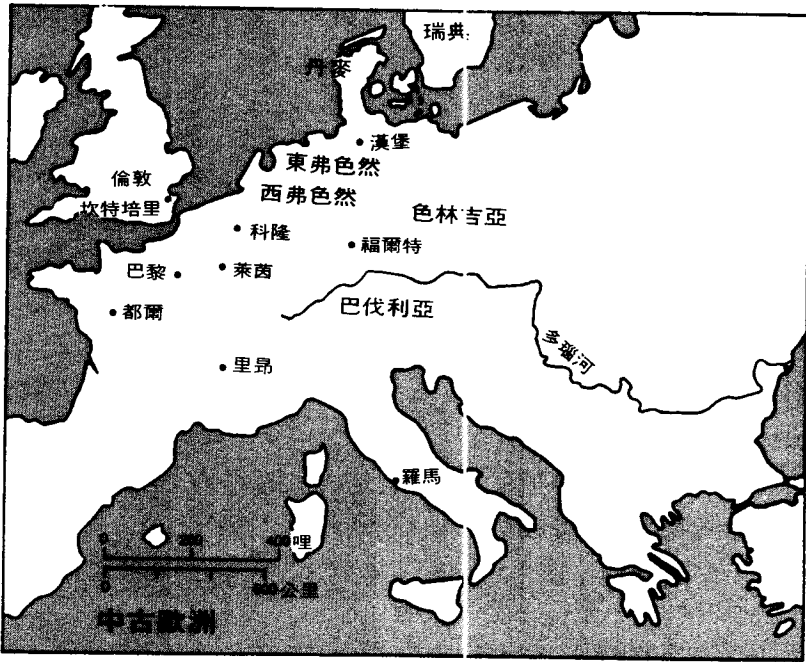 瑞典
丹麥
漢堡
東弗色然
西弗色然
倫敦
坎特培里
色林吉亞
科隆
福爾特
巴黎
萊茵
都爾
巴伐利亞
多瑙河
里昂
羅馬
0 200 400哩
0 600公里
中古歐洲